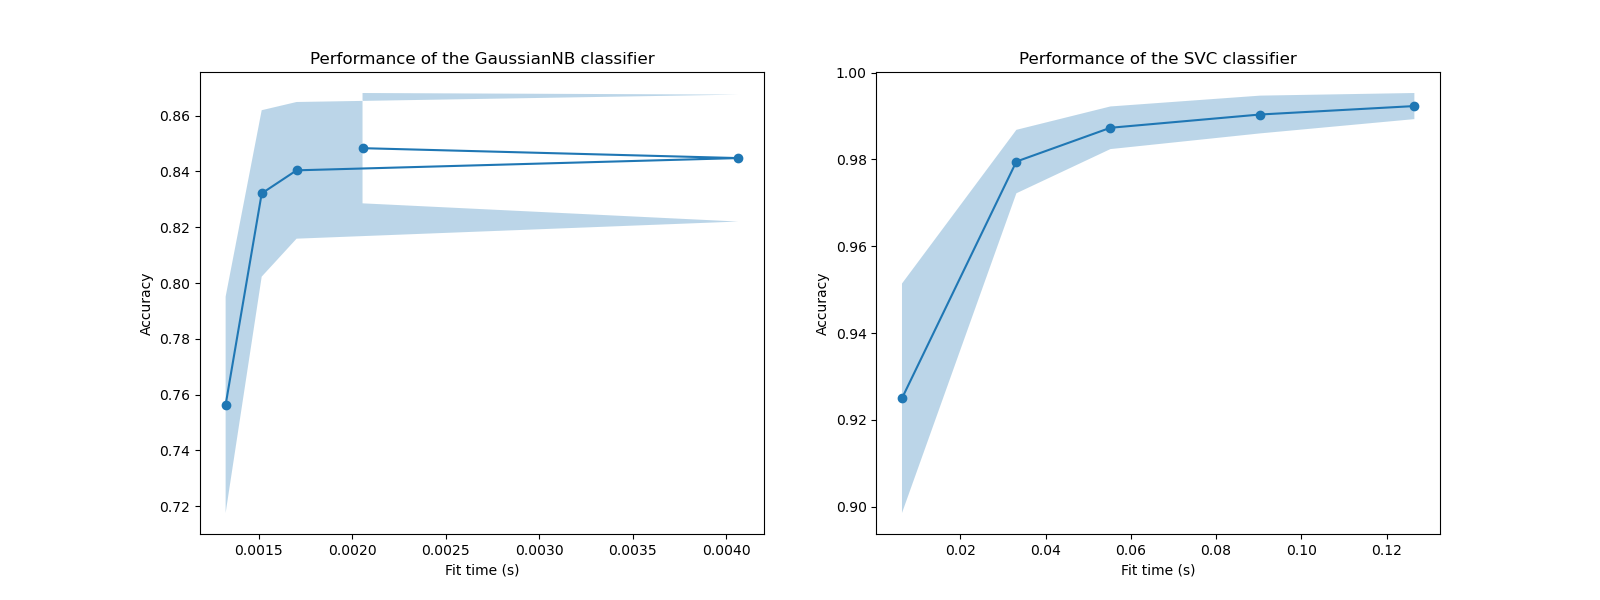 Performance of the GaussianNB classifier
0.86
0.84
0.82
0.80
0.78
0.76
0.74
0.72
Accuracy
0.0015 0.0020 0.0025 0.0030 0.0035 0.0040
Fit time (s)
Performance of the SVC classifier
1.00
0.98
0.96
0.94
0.92
0.90
Accuracy
0.02 0.04 0.06 0.08 0.10 0.12
Fit time (s)